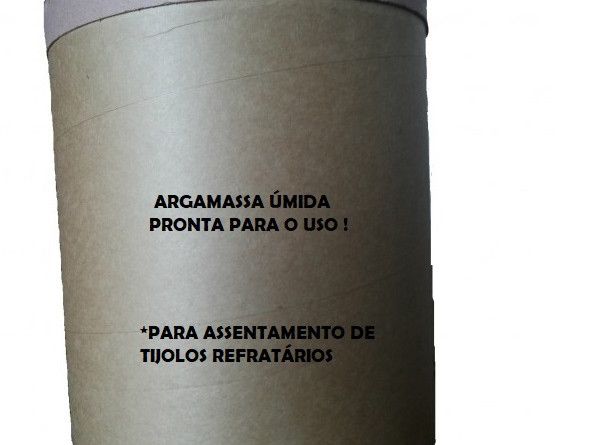 ARGAMASSA ÚMIDA
PRONTA PARA O USO !
*PARA ASSENTAMENTO DE
TIJOLOS REFRATÁRIOS